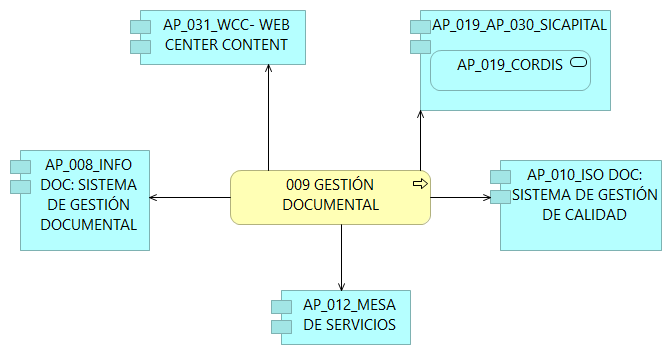 AP_031_WCC- WEB
CENTER CONTENT
AP_019_AP_030_SICAPITAL
AP_019_CORDIS
AP_008_INFO
DOC: SISTEMA
DE GESTIÓN
DOCUMENTAL
009 GESTIÓN
DOCUMENTAL
AP_010_ISO DOC:
SISTEMA DE GESTIÓN
DE CALIDAD
AP_012_MESA
DE SERVICIOS